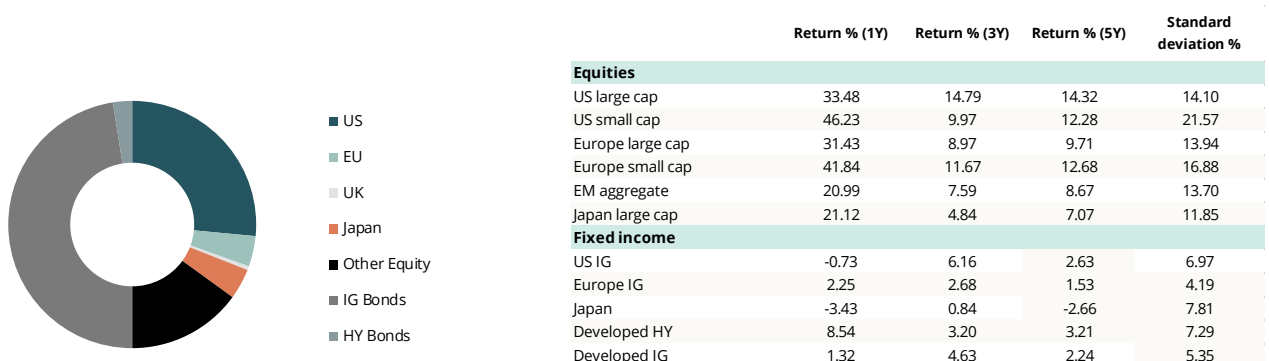 US
EU
UK
Japan
Other Equity
IG Bonds
HY Bonds
Return % (1Y) Return % (3Y) Return % (5Y) Standard deviation %
Equities
US large cap 33.48 14.79 14.32 14.10
US small cap 46.23 9.97 12.28 21.57
Europe large cap 31.43 8.97 9.71 13.94
Europe small cap 41.84 11.67 12.68 16.88
EM aggregate 20.99 7.59 8.67 13.70
Japan large cap 21.12 4.84 7.07 11.85
Fixed income
US IG -0.73 6.16 2.63 6.97
Europe IG 2.25 2.68 1.53 4.19
Japan -3.43 0.84 -2.66 7.81
Developed HY 8.54 3.20 3.21 7.29
Developed IG 1.32 4.63 2.24 5.35